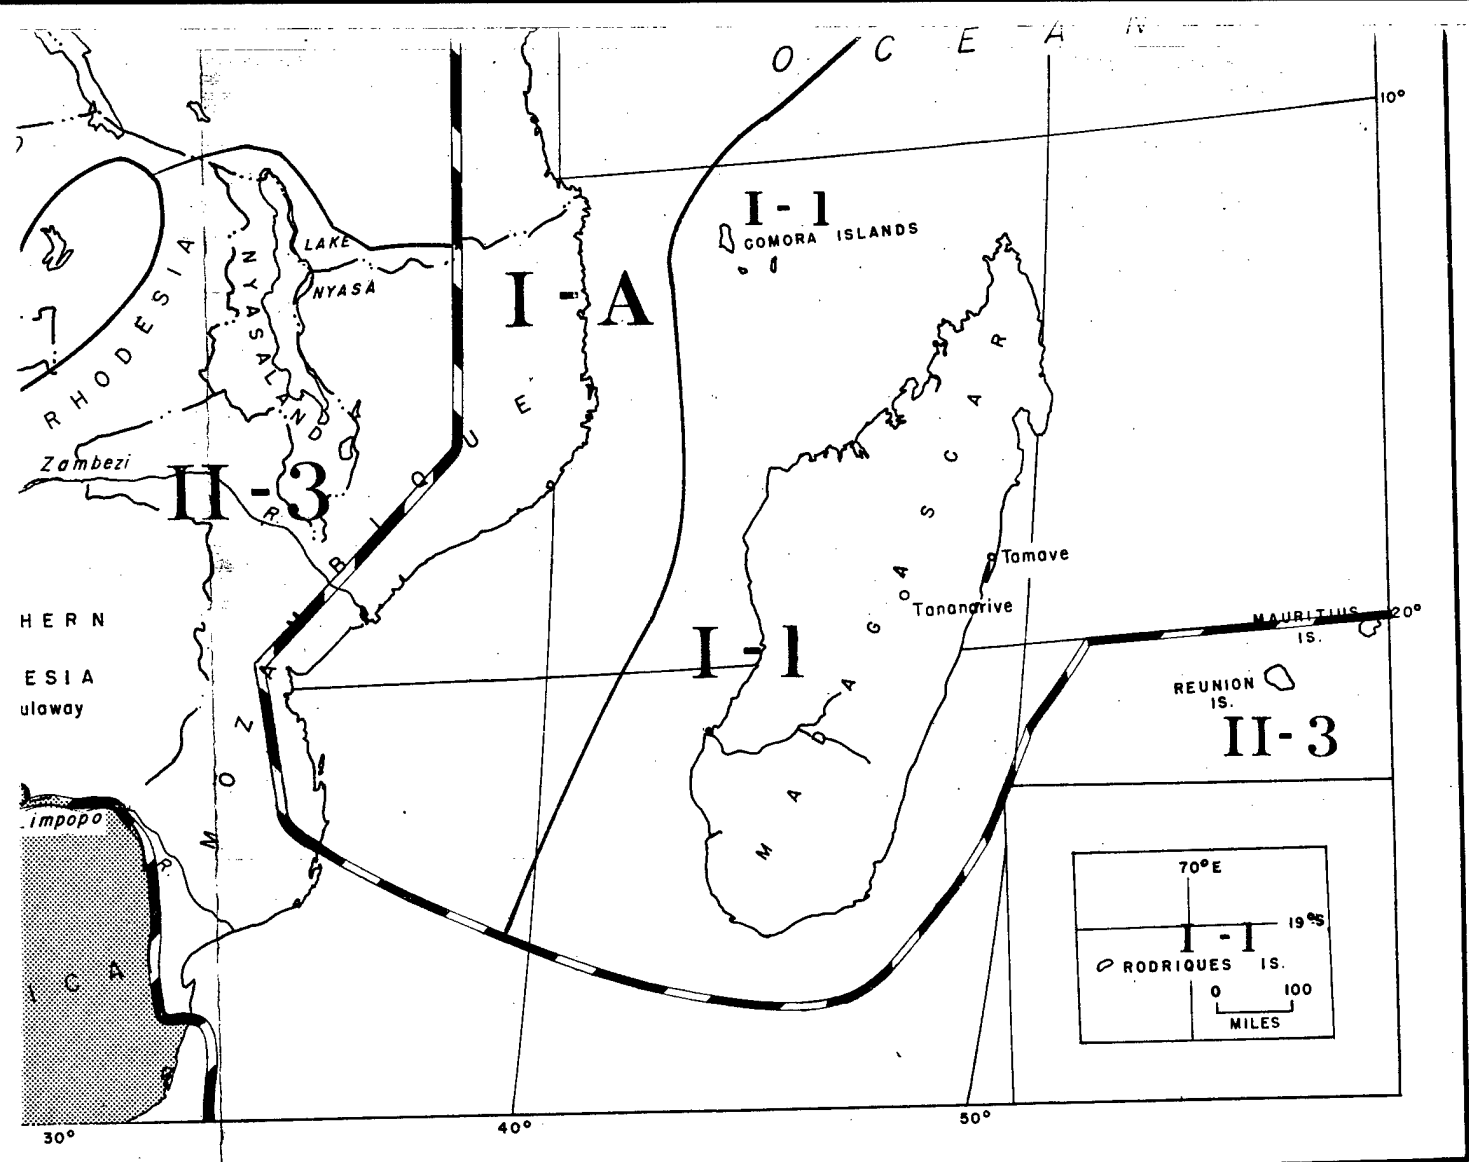 OCEAN
10°
I-1
COMORA ISLANDS
LAKE
NYASA
I-A
RHODESIA
NYASALAND
Zambezi
II-3
R.
MOZAMBIQUE
MADAGASCAR
Tamave
Tananarive
HERN
ESIA
ulaway
I-1
MAURITIUS
IS.
20°
REUNION
IS.
II-3
Limpopo
R.
ICA
70°E
19°S
I-1
RODRIQUES IS.
0 100
MILES
30°
40°
50°